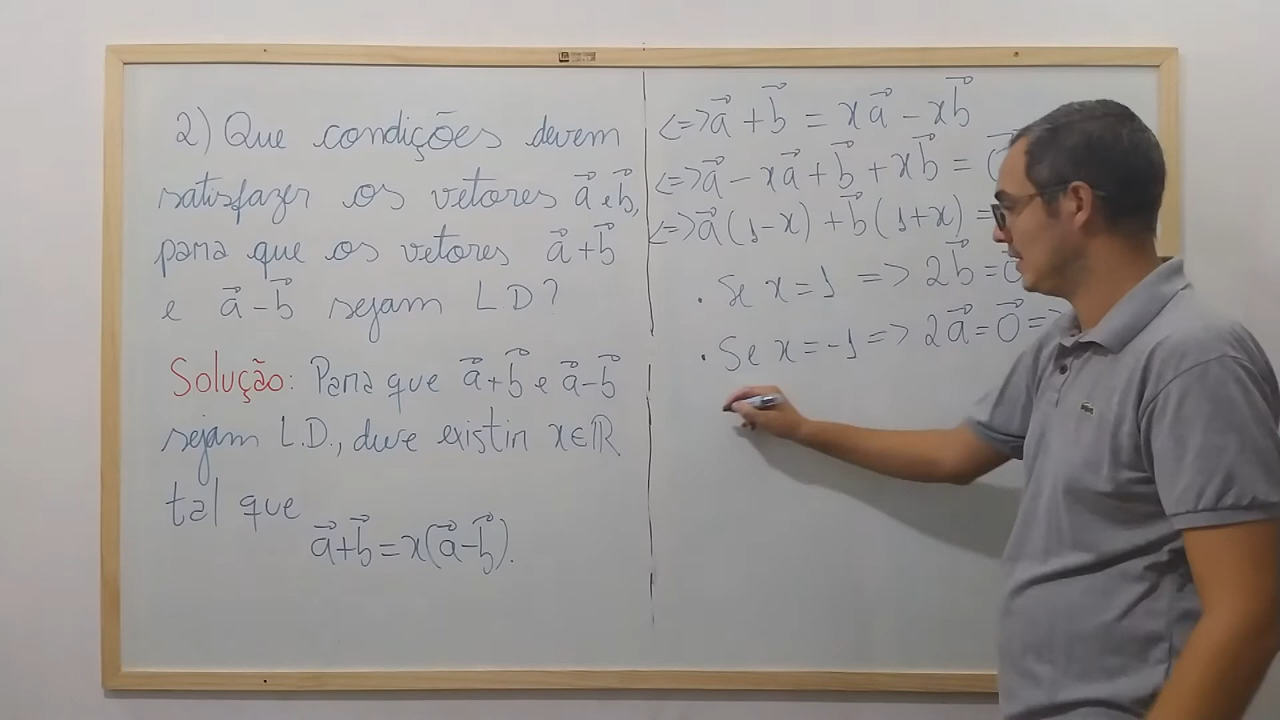 2) Que condições devem
satisfazer os vetores a⃗ e b⃗,
para que os vetores a⃗ + b⃗
e a⃗ - b⃗ sejam LD?
Solução: Para que a⃗ + b⃗ e a⃗ - b⃗
sejam L.D., deve existir x ∈ ℝ
tal que
a⃗ + b⃗ = x(a⃗ - b⃗).
<=> a⃗ + b⃗ = xa⃗ - xb⃗
<=> a⃗ - xa⃗ + b⃗ + xb⃗ =
<=> a⃗(1-x) + b⃗(1+x) =
• Se x = 1 => 2b⃗ = 0⃗
• Se x = -1 => 2a⃗ = 0⃗ =>